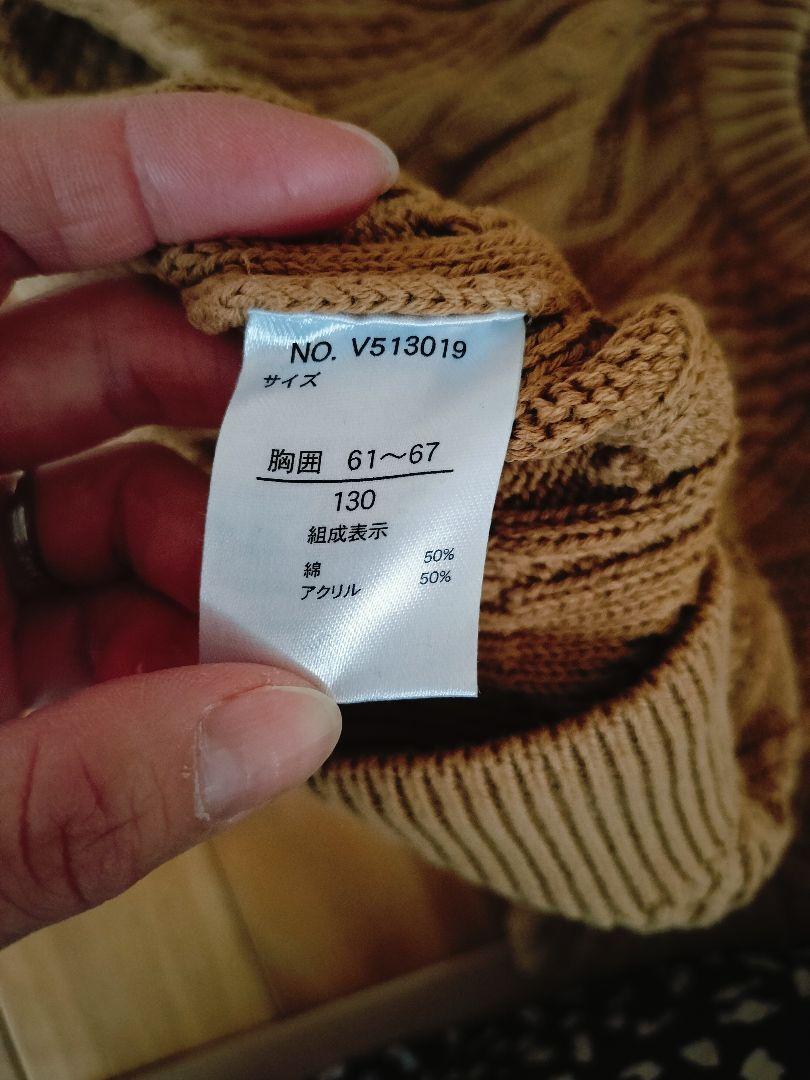 NO. V513019
サイズ
胸囲 61〜67
130
組成表示
綿 50%
アクリル 50%